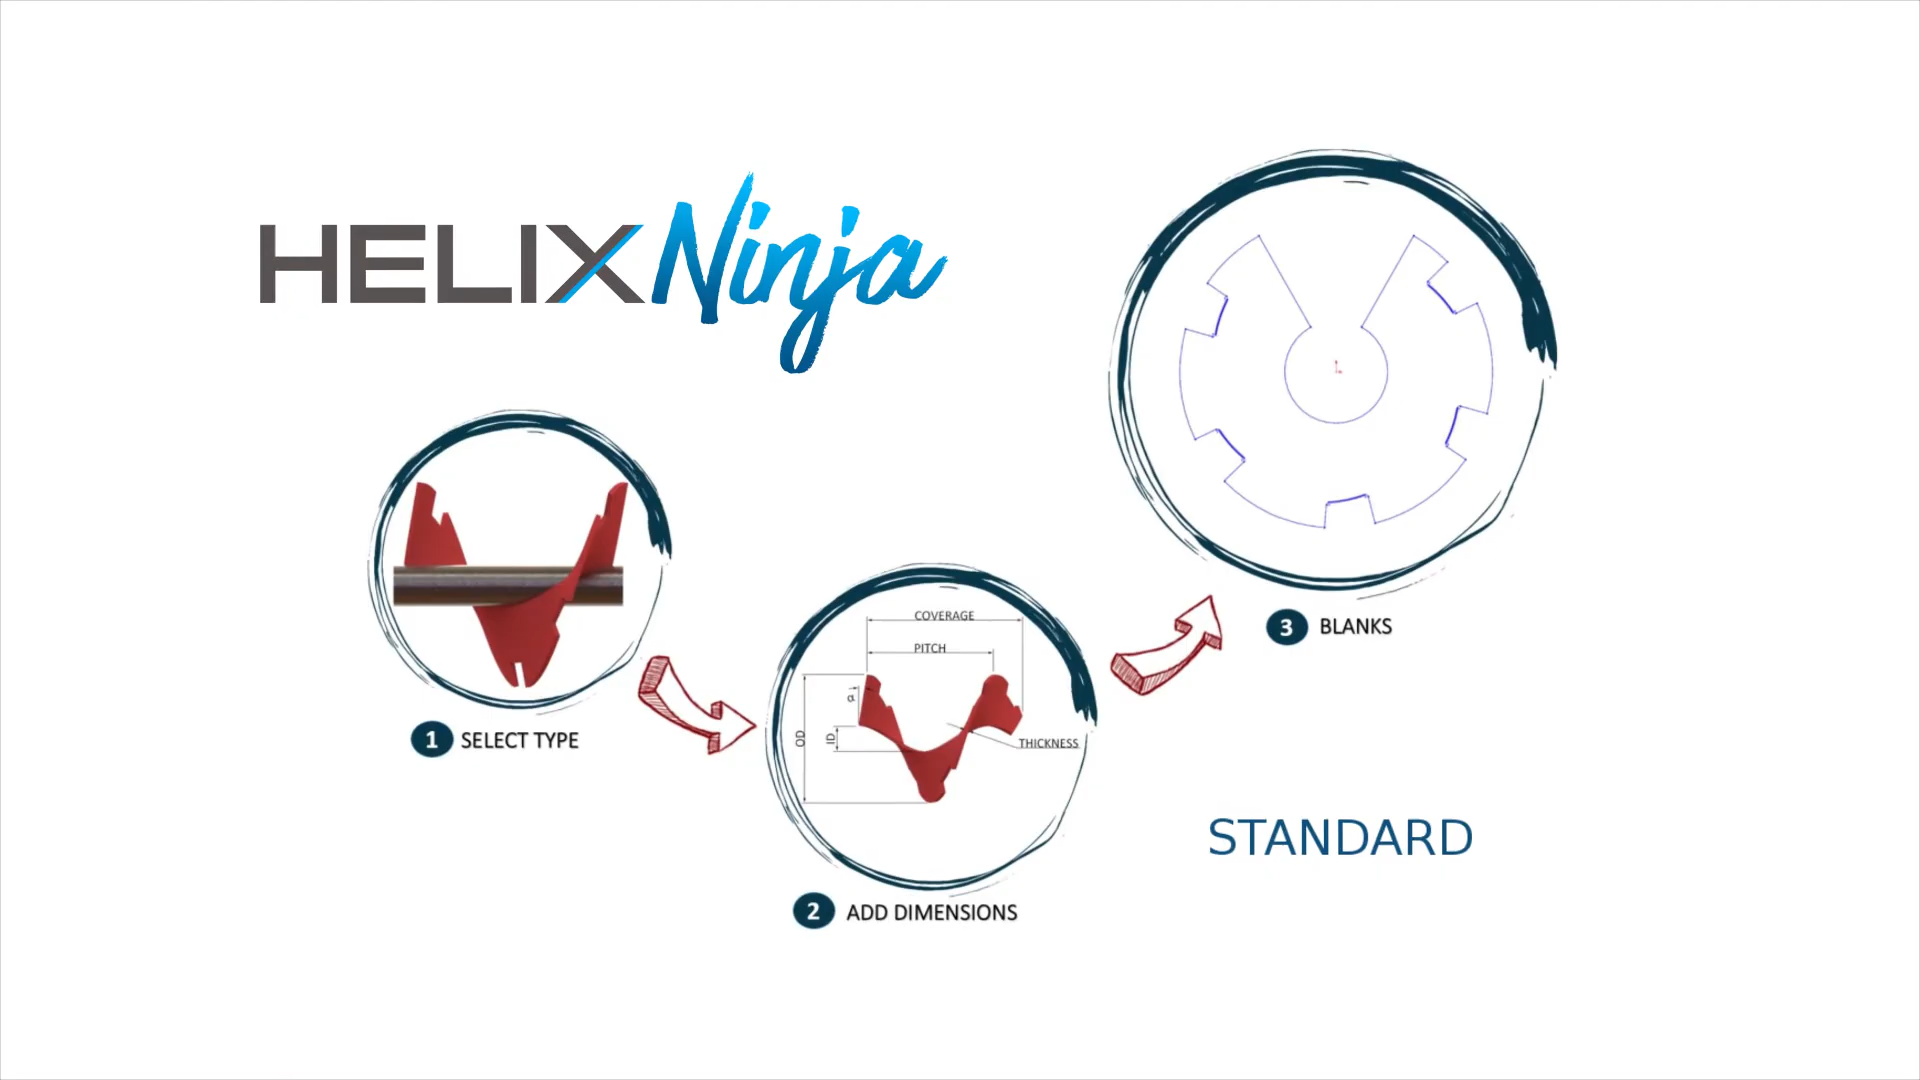 HELIX Ninja
1 SELECT TYPE
COVERAGE
PITCH
a
OD
ID
THICKNESS
2 ADD DIMENSIONS
3 BLANKS
STANDARD